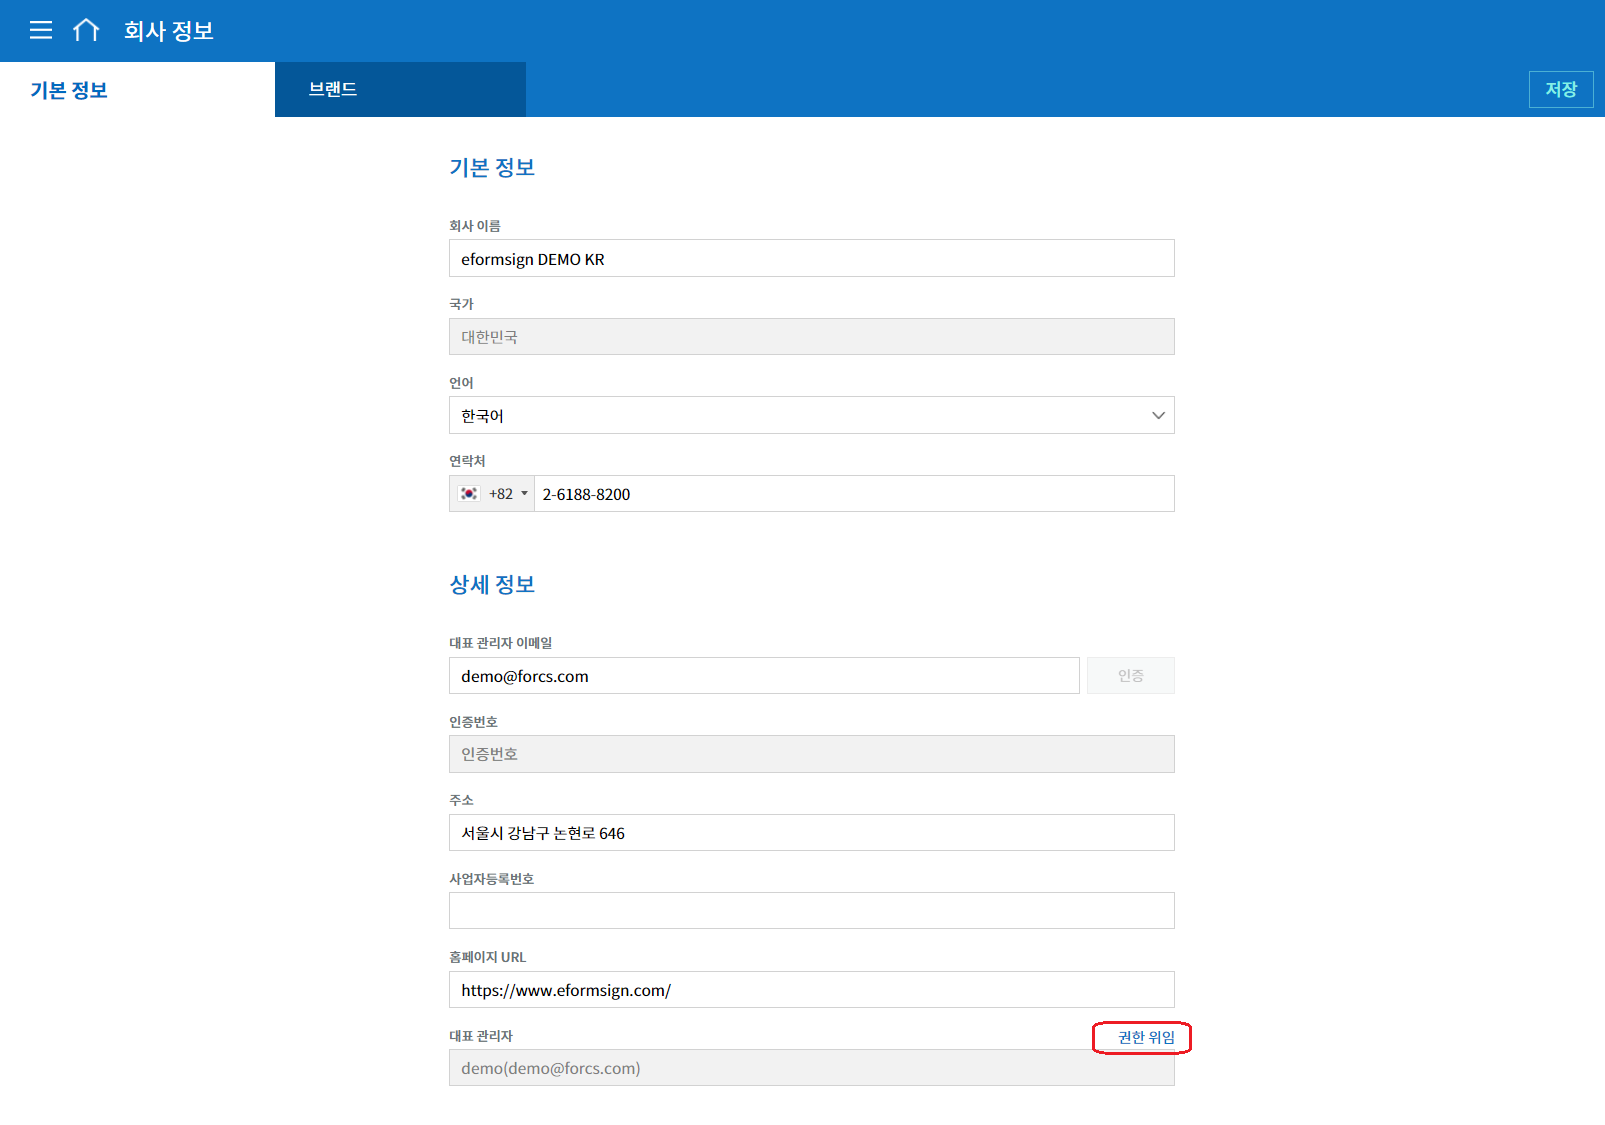 회사 정보
기본 정보
브랜드
저장
기본 정보
회사 이름
eformsign DEMO KR
국가
대한민국
언어
한국어
연락처
+82 2-6188-8200
상세 정보
대표 관리자 이메일
demo@forcs.com 인증
인증번호
인증번호
주소
서울시 강남구 논현로 646
사업자등록번호
홈페이지 URL
https://www.eformsign.com/
대표 관리자 권한 위임
demo(demo@forcs.com)